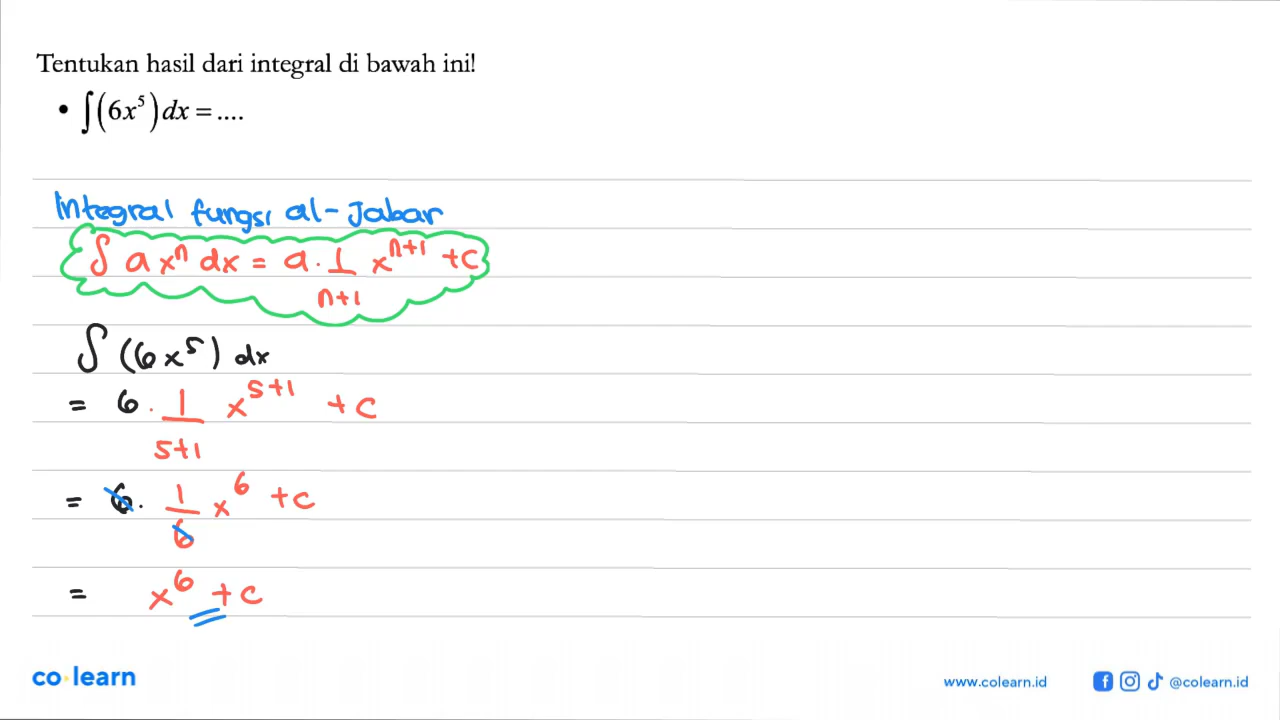 Tentukan hasil dari integral di bawah ini!
• ∫(6x⁵)dx = ....
Integral fungsi al-Jabar
∫ a xⁿ dx = a · 1/(n+1) xⁿ⁺¹ + C
∫ (6x⁵) dx
= 6 · 1/(5+1) x⁵⁺¹ + C
= 6 · 1/6 x⁶ + C
= x⁶ + C
co·learn
www.colearn.id
@colearn.id